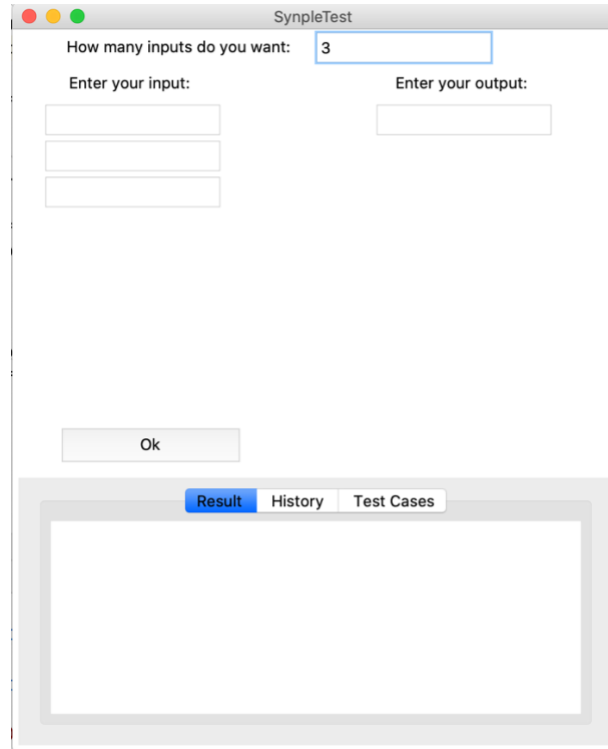 SynpleTest
How many inputs do you want: 3
Enter your input: Enter your output:
Ok
Result History Test Cases